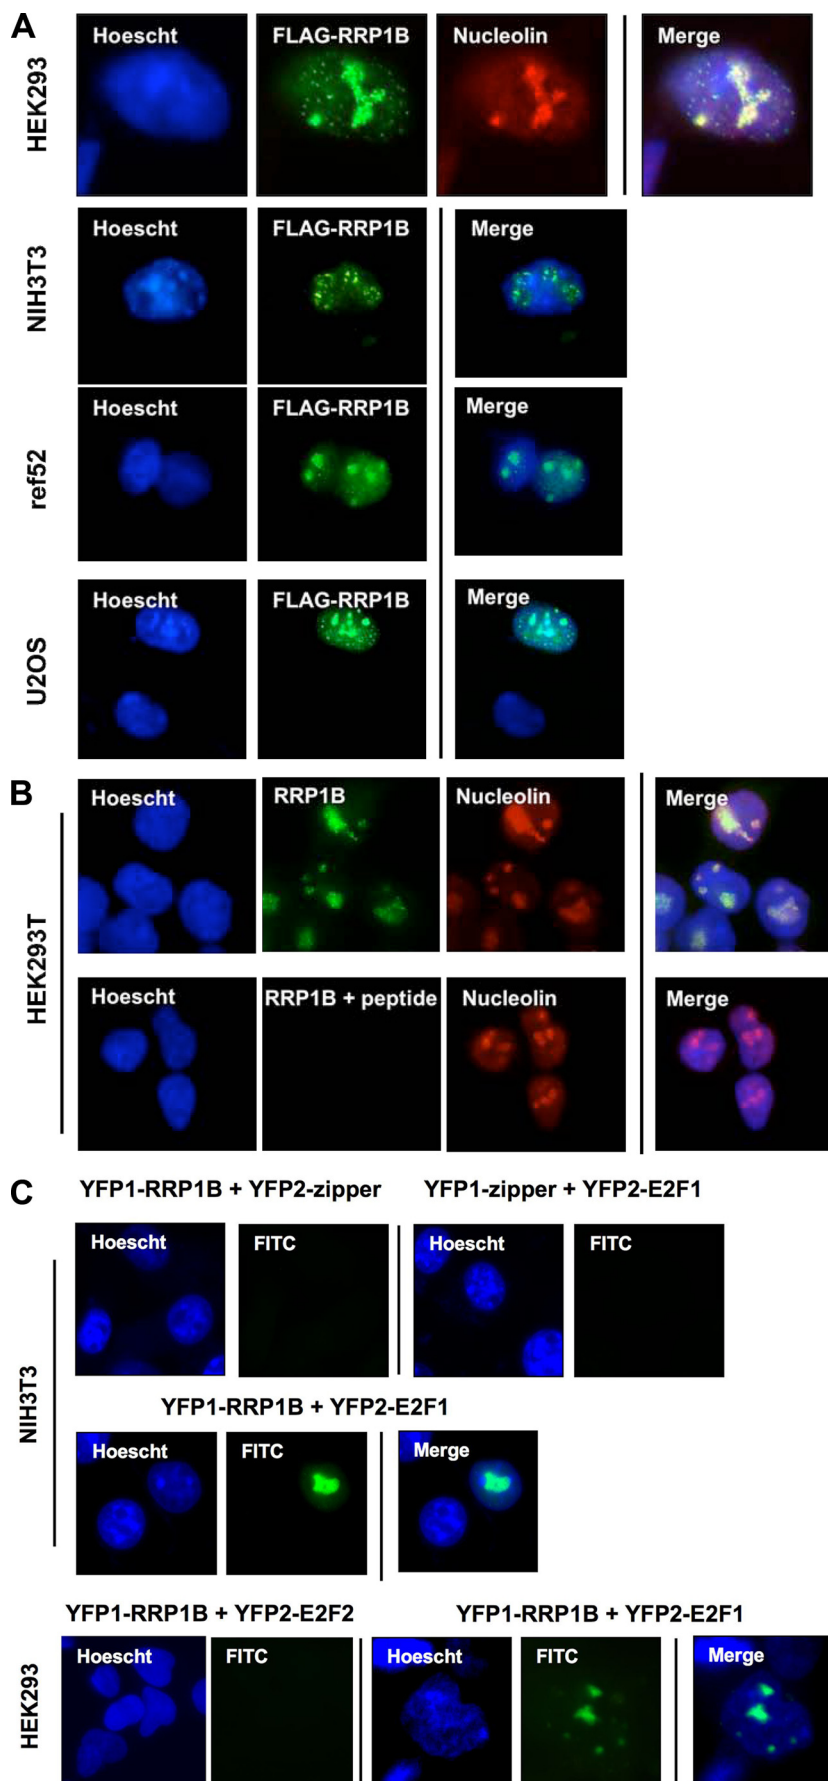 A
HEK293
Hoescht
FLAG-RRP1B
Nucleolin
Merge
NIH3T3
Hoescht
FLAG-RRP1B
Merge
ref52
Hoescht
FLAG-RRP1B
Merge
U2OS
Hoescht
FLAG-RRP1B
Merge
B
HEK293T
Hoescht
RRP1B
Nucleolin
Merge
Hoescht
RRP1B + peptide
Nucleolin
Merge
C
YFP1-RRP1B + YFP2-zipper
YFP1-zipper + YFP2-E2F1
NIH3T3
Hoescht
FITC
Hoescht
FITC
YFP1-RRP1B + YFP2-E2F1
Hoescht
FITC
Merge
YFP1-RRP1B + YFP2-E2F2
YFP1-RRP1B + YFP2-E2F1
HEK293
Hoescht
FITC
Hoescht
FITC
Merge